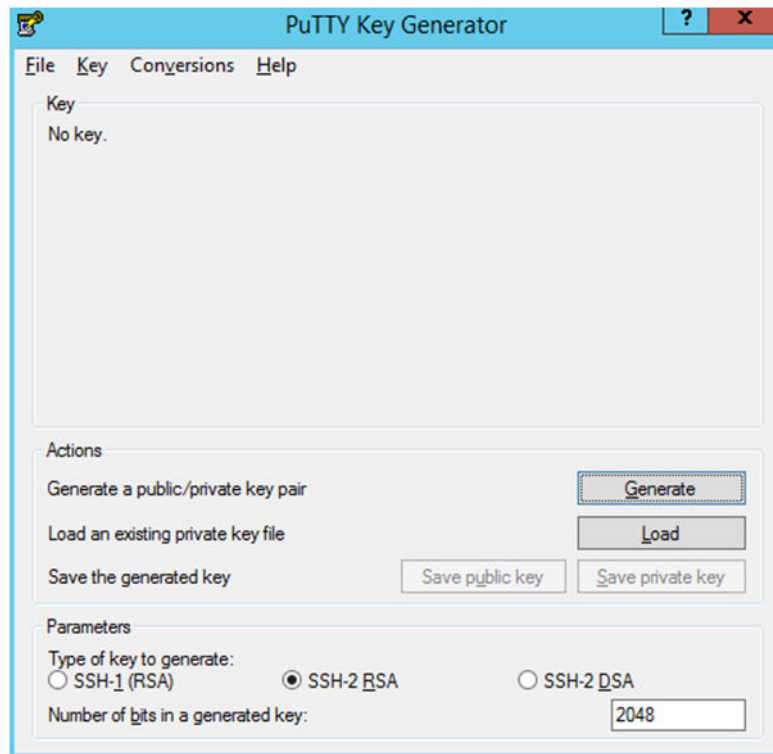 PuTTY Key Generator ? X
File Key Conversions Help
Key
No key.
Actions
Generate a public/private key pair Generate
Load an existing private key file Load
Save the generated key Save public key Save private key
Parameters
Type of key to generate:
SSH-1 (RSA) SSH-2 RSA SSH-2 DSA
Number of bits in a generated key: 2048